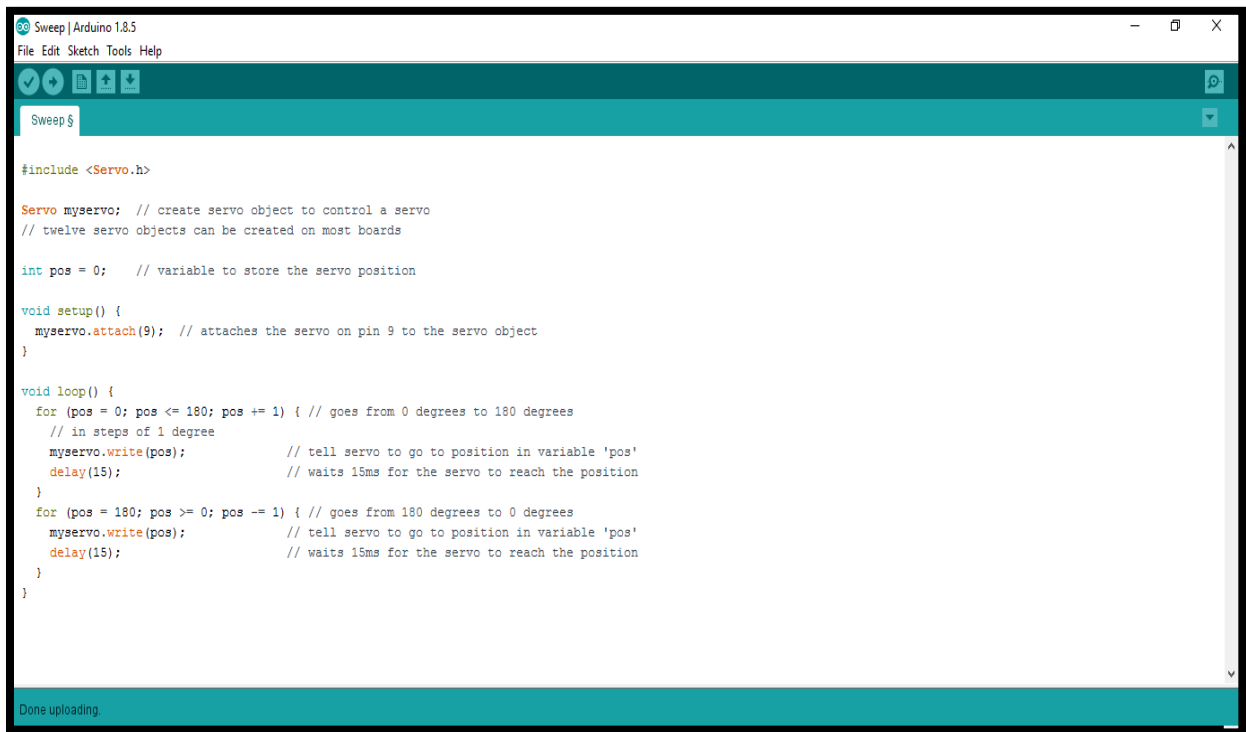 Sweep | Arduino 1.8.5
File Edit Sketch Tools Help
Sweep §
#include <Servo.h>
Servo myservo;  // create servo object to control a servo
// twelve servo objects can be created on most boards
int pos = 0;    // variable to store the servo position
void setup() {
  myservo.attach(9);  // attaches the servo on pin 9 to the servo object
}
void loop() {
  for (pos = 0; pos <= 180; pos += 1) { // goes from 0 degrees to 180 degrees
    // in steps of 1 degree
    myservo.write(pos);              // tell servo to go to position in variable 'pos'
    delay(15);                       // waits 15ms for the servo to reach the position
  }
  for (pos = 180; pos >= 0; pos -= 1) { // goes from 180 degrees to 0 degrees
    myservo.write(pos);              // tell servo to go to position in variable 'pos'
    delay(15);                       // waits 15ms for the servo to reach the position
  }
}
Done uploading.